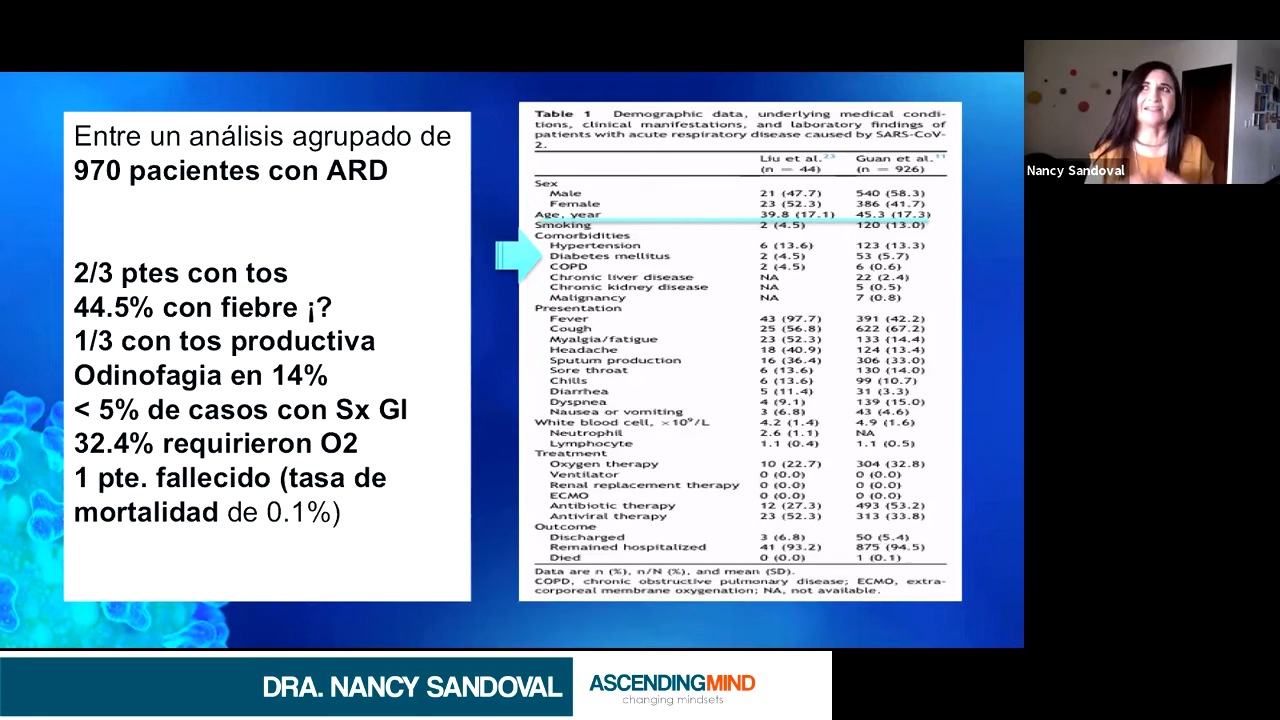 Entre un análisis agrupado de
970 pacientes con ARD
2/3 ptes con tos
44.5% con fiebre ¡?
1/3 con tos productiva
Odinofagia en 14%
< 5% de casos con Sx GI
32.4% requirieron O2
1 pte. fallecido (tasa de
mortalidad de 0.1%)
Table 1 Demographic data, underlying medical condi-
tions, clinical manifestations, and laboratory findings of
patients with acute respiratory disease caused by SARS-CoV-
2.
Liu et al.23 Guan et al.11
(n = 44) (n = 926)
Sex
Male 21 (47.7) 540 (58.3)
Female 23 (52.3) 386 (41.7)
Age, year 39.8 (17.1) 45.3 (17.3)
Smoking 2 (4.5) 120 (13.0)
Comorbidities
Hypertension 6 (13.6) 123 (13.3)
Diabetes mellitus 2 (4.5) 53 (5.7)
COPD 2 (4.5) 6 (0.6)
Chronic liver disease NA 22 (2.4)
Chronic kidney disease NA 5 (0.5)
Malignancy NA 7 (0.8)
Presentation
Fever 43 (97.7) 391 (42.2)
Cough 25 (56.8) 622 (67.2)
Myalgia/fatigue 23 (52.3) 133 (14.4)
Headache 18 (40.9) 124 (13.4)
Sputum production 16 (36.4) 306 (33.0)
Sore throat 6 (13.6) 130 (14.0)
Chills 6 (13.6) 99 (10.7)
Diarrhea 5 (11.4) 31 (3.3)
Dyspnea 4 (9.1) 139 (15.0)
Nausea or vomiting 3 (6.8) 43 (4.6)
White blood cell, ×10⁹/L 4.2 (1.4) 4.9 (1.6)
Neutrophil 2.6 (1.1) NA
Lymphocyte 1.1 (0.4) 1.1 (0.5)
Treatment
Oxygen therapy 10 (22.7) 304 (32.8)
Ventilator 0 (0.0) 0 (0.0)
Renal replacement therapy 0 (0.0) 0 (0.0)
ECMO 0 (0.0) 0 (0.0)
Antibiotic therapy 12 (27.3) 493 (53.2)
Antiviral therapy 23 (52.3) 313 (33.8)
Outcome
Discharged 3 (6.8) 50 (5.4)
Remained hospitalized 41 (93.2) 875 (94.5)
Died 0 (0.0) 1 (0.1)
Data are n (%), n/N (%), and mean (SD).
COPD, chronic obstructive pulmonary disease; ECMO, extra-
corporeal membrane oxygenation; NA, not available.
Nancy Sandoval
DRA. NANCY SANDOVAL
ASCENDINGMIND
changing mindsets